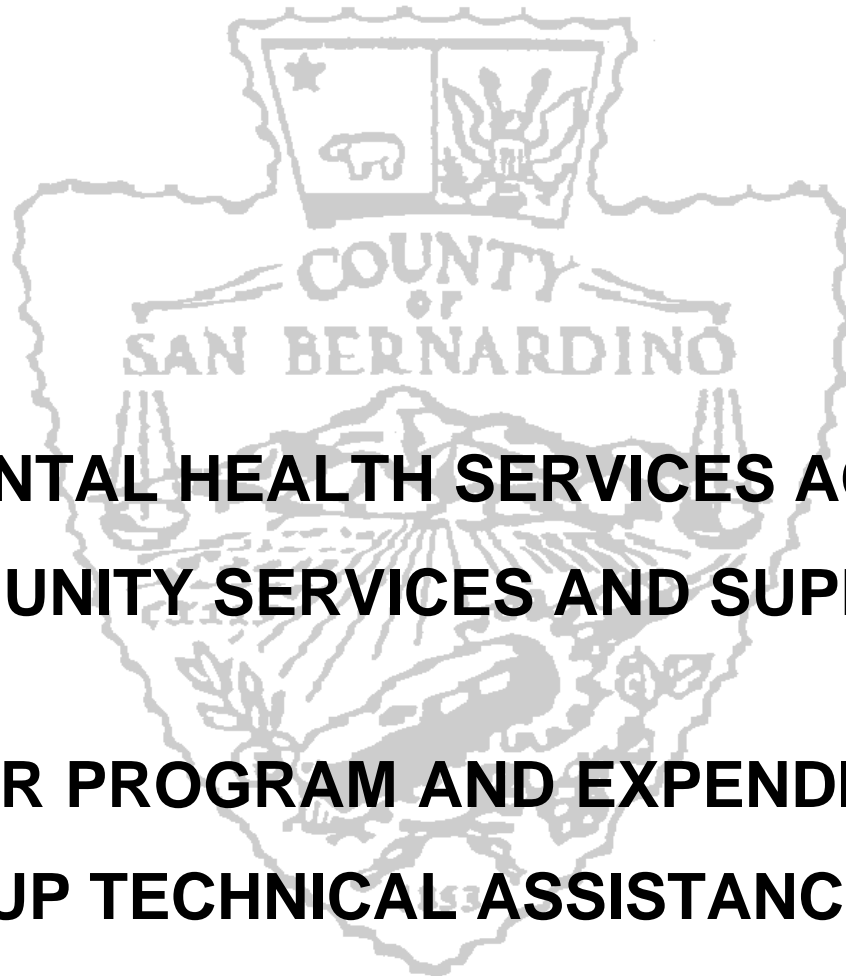 COUNTY
OF
SAN BERNARDINO
NTAL HEALTH SERVICES A
UNITY SERVICES AND SUP
R PROGRAM AND EXPEND
UP TECHNICAL ASSISTANC